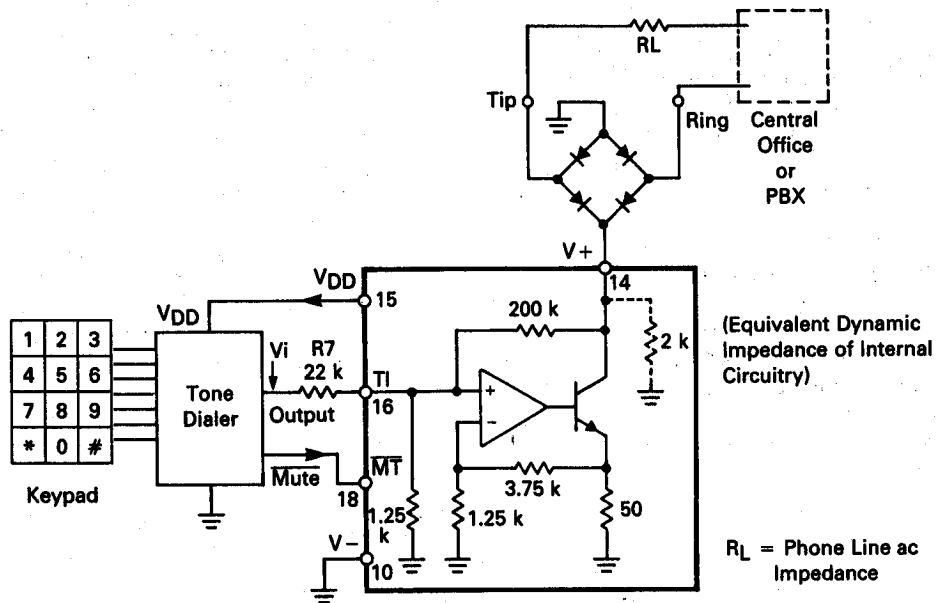 RL
Tip
Ring
Central
Office
or
PBX
V+
14
VDD
15
200 k
2 k
(Equivalent Dynamic
Impedance of Internal
Circuitry)
VDD
1 2 3
4 5 6
7 8 9
* 0 #
Keypad
Tone
Dialer
Vi
R7
22 k
Output
TI
16
+
−
Mute
MT
18
3.75 k
1.25
k
1.25 k
50
V−
10
RL = Phone Line ac
Impedance